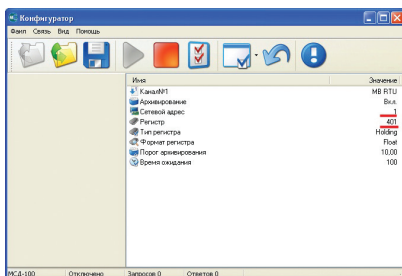 Конфигуратор
Файл Связь Вид Помощь
Имя Значение
Канал№1 MB RTU
Архивирование Вкл.
Сетевой адрес 1
Регистр 401
Тип регистра Holding
Формат регистра Float
Порог архивирования 10,00
Время ожидания 100
МСД-100 Отключено Запросов 0 Ответов 0